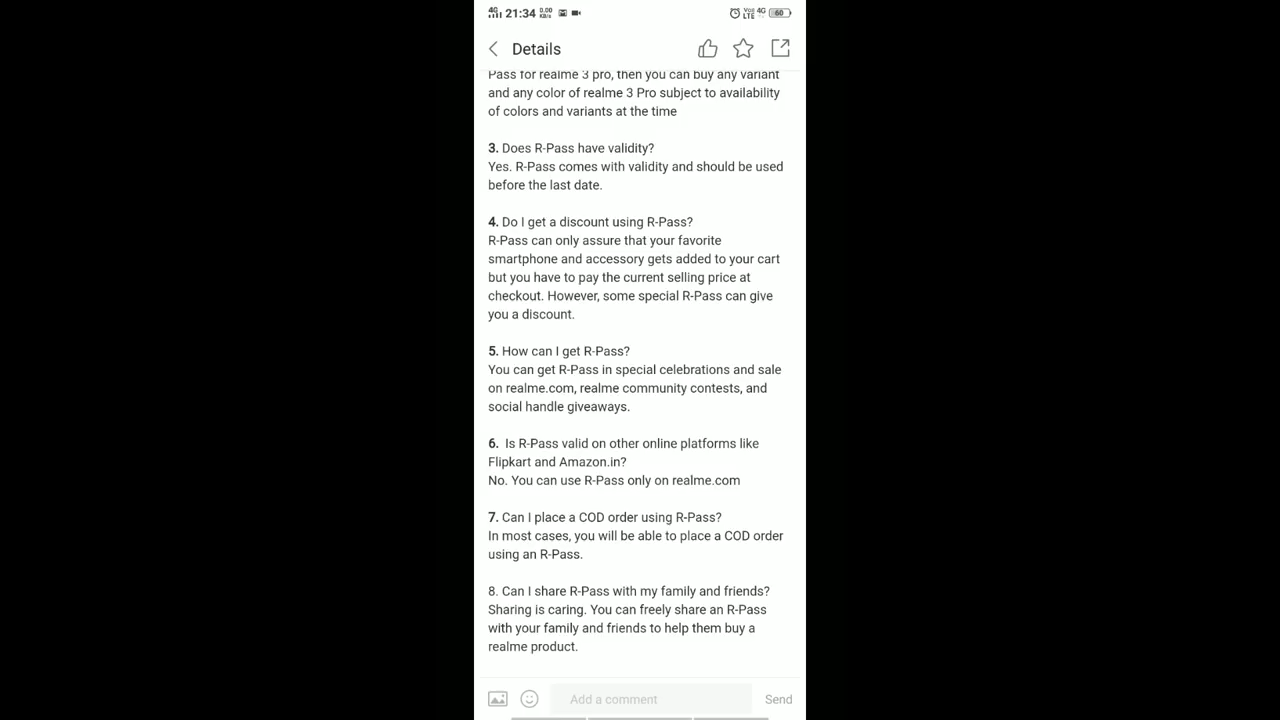 4G 21:34 0.00 KB/s VoD LTE 4G 60
Details
Pass for realme 3 pro, then you can buy any variant
and any color of realme 3 Pro subject to availability
of colors and variants at the time
3. Does R-Pass have validity?
Yes. R-Pass comes with validity and should be used
before the last date.
4. Do I get a discount using R-Pass?
R-Pass can only assure that your favorite
smartphone and accessory gets added to your cart
but you have to pay the current selling price at
checkout. However, some special R-Pass can give
you a discount.
5. How can I get R-Pass?
You can get R-Pass in special celebrations and sale
on realme.com, realme community contests, and
social handle giveaways.
6. Is R-Pass valid on other online platforms like
Flipkart and Amazon.in?
No. You can use R-Pass only on realme.com
7. Can I place a COD order using R-Pass?
In most cases, you will be able to place a COD order
using an R-Pass.
8. Can I share R-Pass with my family and friends?
Sharing is caring. You can freely share an R-Pass
with your family and friends to help them buy a
realme product.
Add a comment Send